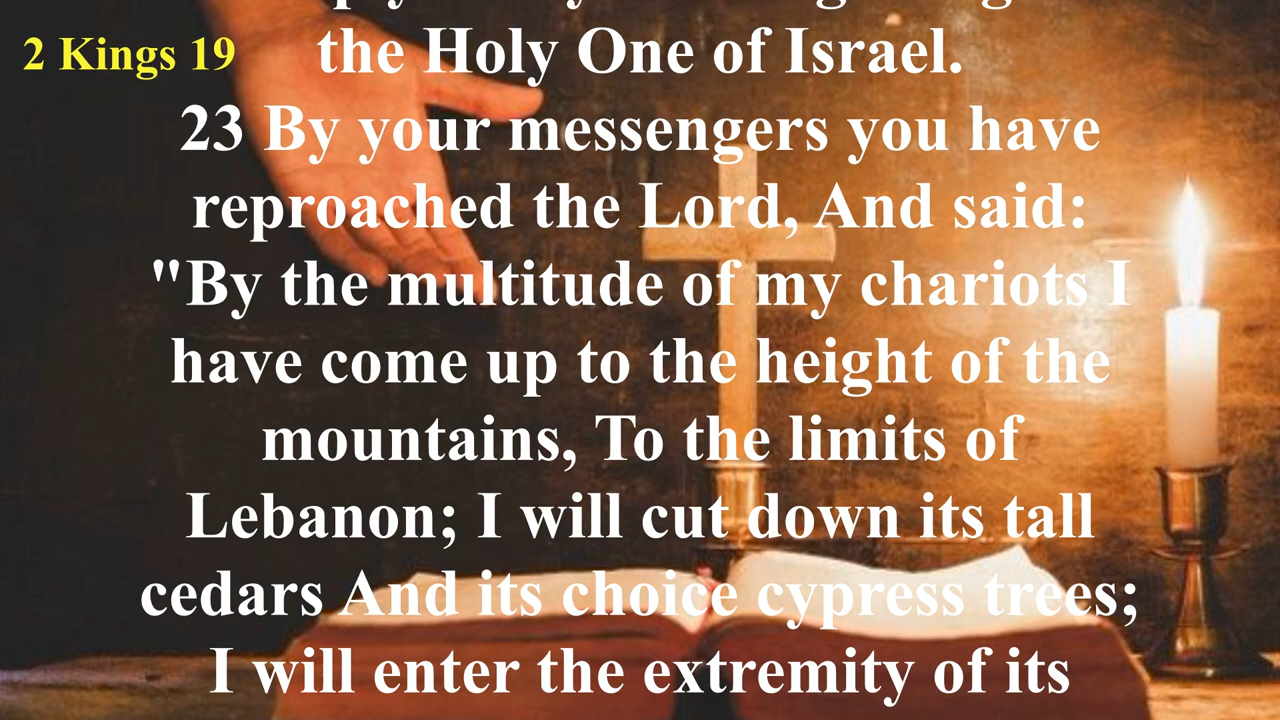 2 Kings 19
the Holy One of Israel.
23 By your messengers you have
reproached the Lord, And said:
"By the multitude of my chariots I
have come up to the height of the
mountains, To the limits of
Lebanon; I will cut down its tall
cedars And its choice cypress trees;
I will enter the extremity of its